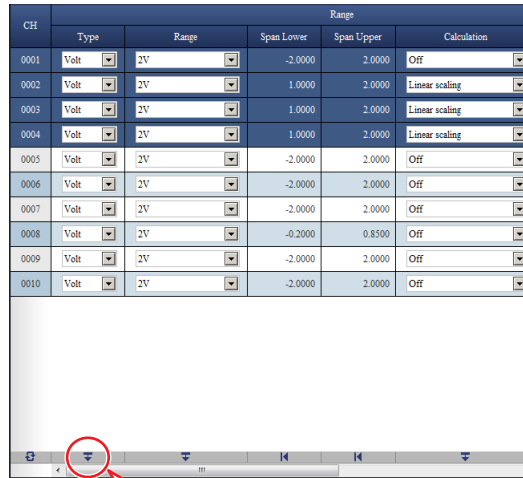 CH Range
Type Range Span Lower Span Upper Calculation
0001 Volt 2V -2.0000 2.0000 Off
0002 Volt 2V 1.0000 2.0000 Linear scaling
0003 Volt 2V 1.0000 2.0000 Linear scaling
0004 Volt 2V 1.0000 2.0000 Linear scaling
0005 Volt 2V -2.0000 2.0000 Off
0006 Volt 2V -2.0000 2.0000 Off
0007 Volt 2V -2.0000 2.0000 Off
0008 Volt 2V -0.2000 0.8500 Off
0009 Volt 2V -2.0000 2.0000 Off
0010 Volt 2V -2.0000 2.0000 Off